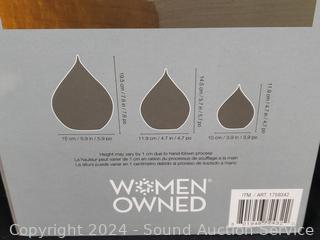 19.5 cm / 7.8 in / 7,8 po
14.5 cm / 5.7 in / 5,7 po
11.9 cm / 4.7 in / 4,7 po
15 cm / 5.9 in / 5,9 po
11.9 cm / 4.7 in / 4,7 po
10 cm / 3.9 in / 3,9 po
Height may vary by 1 cm due to hand-blown process
La hauteur peut varier de 1 cm en raison du processus de soufflage à la main
La altura puede variar en 1 centímetro debido al proceso de soplado a mano
WOMEN
OWNED
ITM. / ART. 1758342
Copyright 2024 - Sound Auction Service